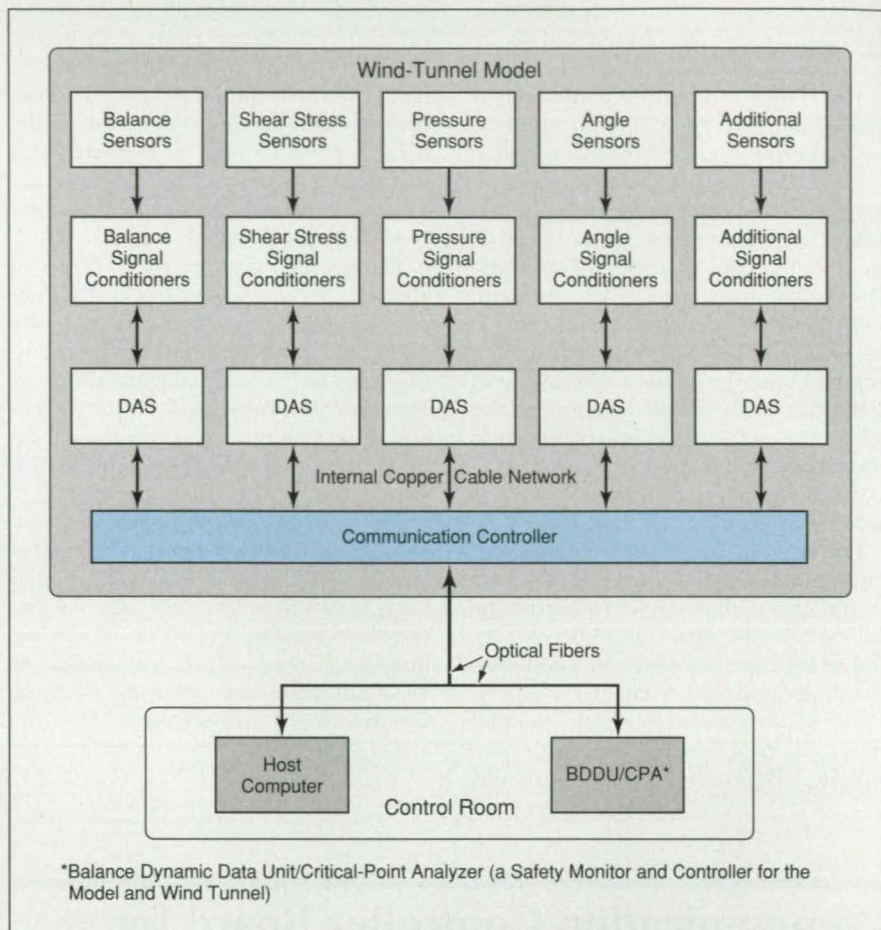 Wind-Tunnel Model
Balance
Sensors
Shear Stress
Sensors
Pressure
Sensors
Angle
Sensors
Additional
Sensors
Balance
Signal
Conditioners
Shear Stress
Signal
Conditioners
Pressure
Signal
Conditioners
Angle
Signal
Conditioners
Additional
Signal
Conditioners
DAS
DAS
DAS
DAS
DAS
Internal Copper Cable Network
Communication Controller
Optical Fibers
Host
Computer
BDDU/CPA*
Control Room
*Balance Dynamic Data Unit/Critical-Point Analyzer (a Safety Monitor and Controller for the
Model and Wind Tunnel)